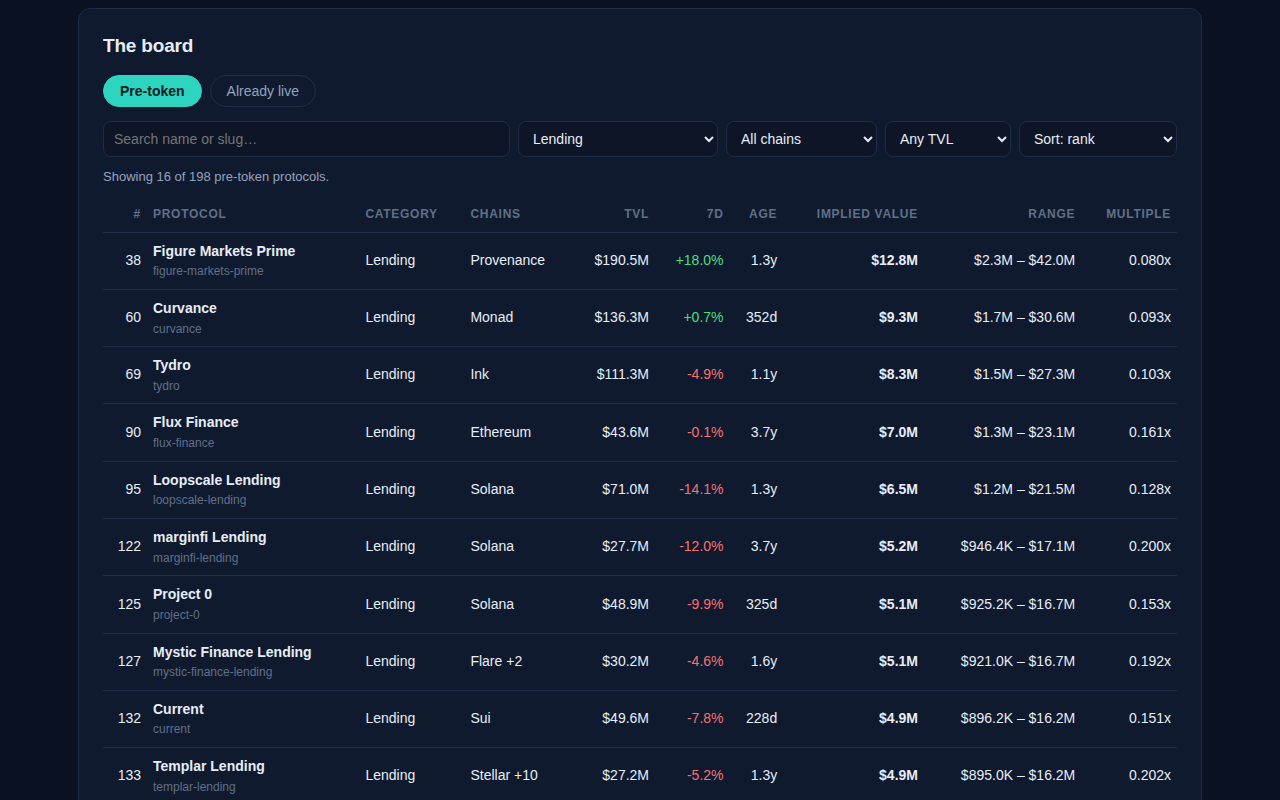 The board
Pre-token Already live
Search name or slug… Lending All chains Any TVL Sort: rank
Showing 16 of 198 pre-token protocols.
# PROTOCOL CATEGORY CHAINS TVL 7D AGE IMPLIED VALUE RANGE MULTIPLE
38 Figure Markets Prime Lending Provenance $190.5M +18.0% 1.3y $12.8M $2.3M – $42.0M 0.080x
figure-markets-prime
60 Curvance Lending Monad $136.3M +0.7% 352d $9.3M $1.7M – $30.6M 0.093x
curvance
69 Tydro Lending Ink $111.3M -4.9% 1.1y $8.3M $1.5M – $27.3M 0.103x
tydro
90 Flux Finance Lending Ethereum $43.6M -0.1% 3.7y $7.0M $1.3M – $23.1M 0.161x
flux-finance
95 Loopscale Lending Lending Solana $71.0M -14.1% 1.3y $6.5M $1.2M – $21.5M 0.128x
loopscale-lending
122 marginfi Lending Lending Solana $27.7M -12.0% 3.7y $5.2M $946.4K – $17.1M 0.200x
marginfi-lending
125 Project 0 Lending Solana $48.9M -9.9% 325d $5.1M $925.2K – $16.7M 0.153x
project-0
127 Mystic Finance Lending Lending Flare +2 $30.2M -4.6% 1.6y $5.1M $921.0K – $16.7M 0.192x
mystic-finance-lending
132 Current Lending Sui $49.6M -7.8% 228d $4.9M $896.2K – $16.2M 0.151x
current
133 Templar Lending Lending Stellar +10 $27.2M -5.2% 1.3y $4.9M $895.0K – $16.2M 0.202x
templar-lending